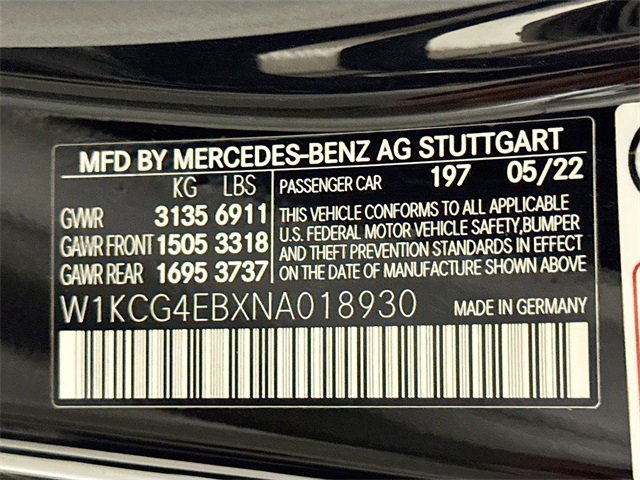 MFD BY MERCEDES-BENZ AG STUTTGART
KG LBS
GVWR 3135 6911
GAWR FRONT 1505 3318
GAWR REAR 1695 3737
PASSENGER CAR 197 05/22
THIS VEHICLE CONFORMS TO ALL APPLICABLE
U.S. FEDERAL MOTOR VEHICLE SAFETY,BUMPER
AND THEFT PREVENTION STANDARDS IN EFFECT
ON THE DATE OF MANUFACTURE SHOWN ABOVE
W1KCG4EBXNA018930 MADE IN GERMANY